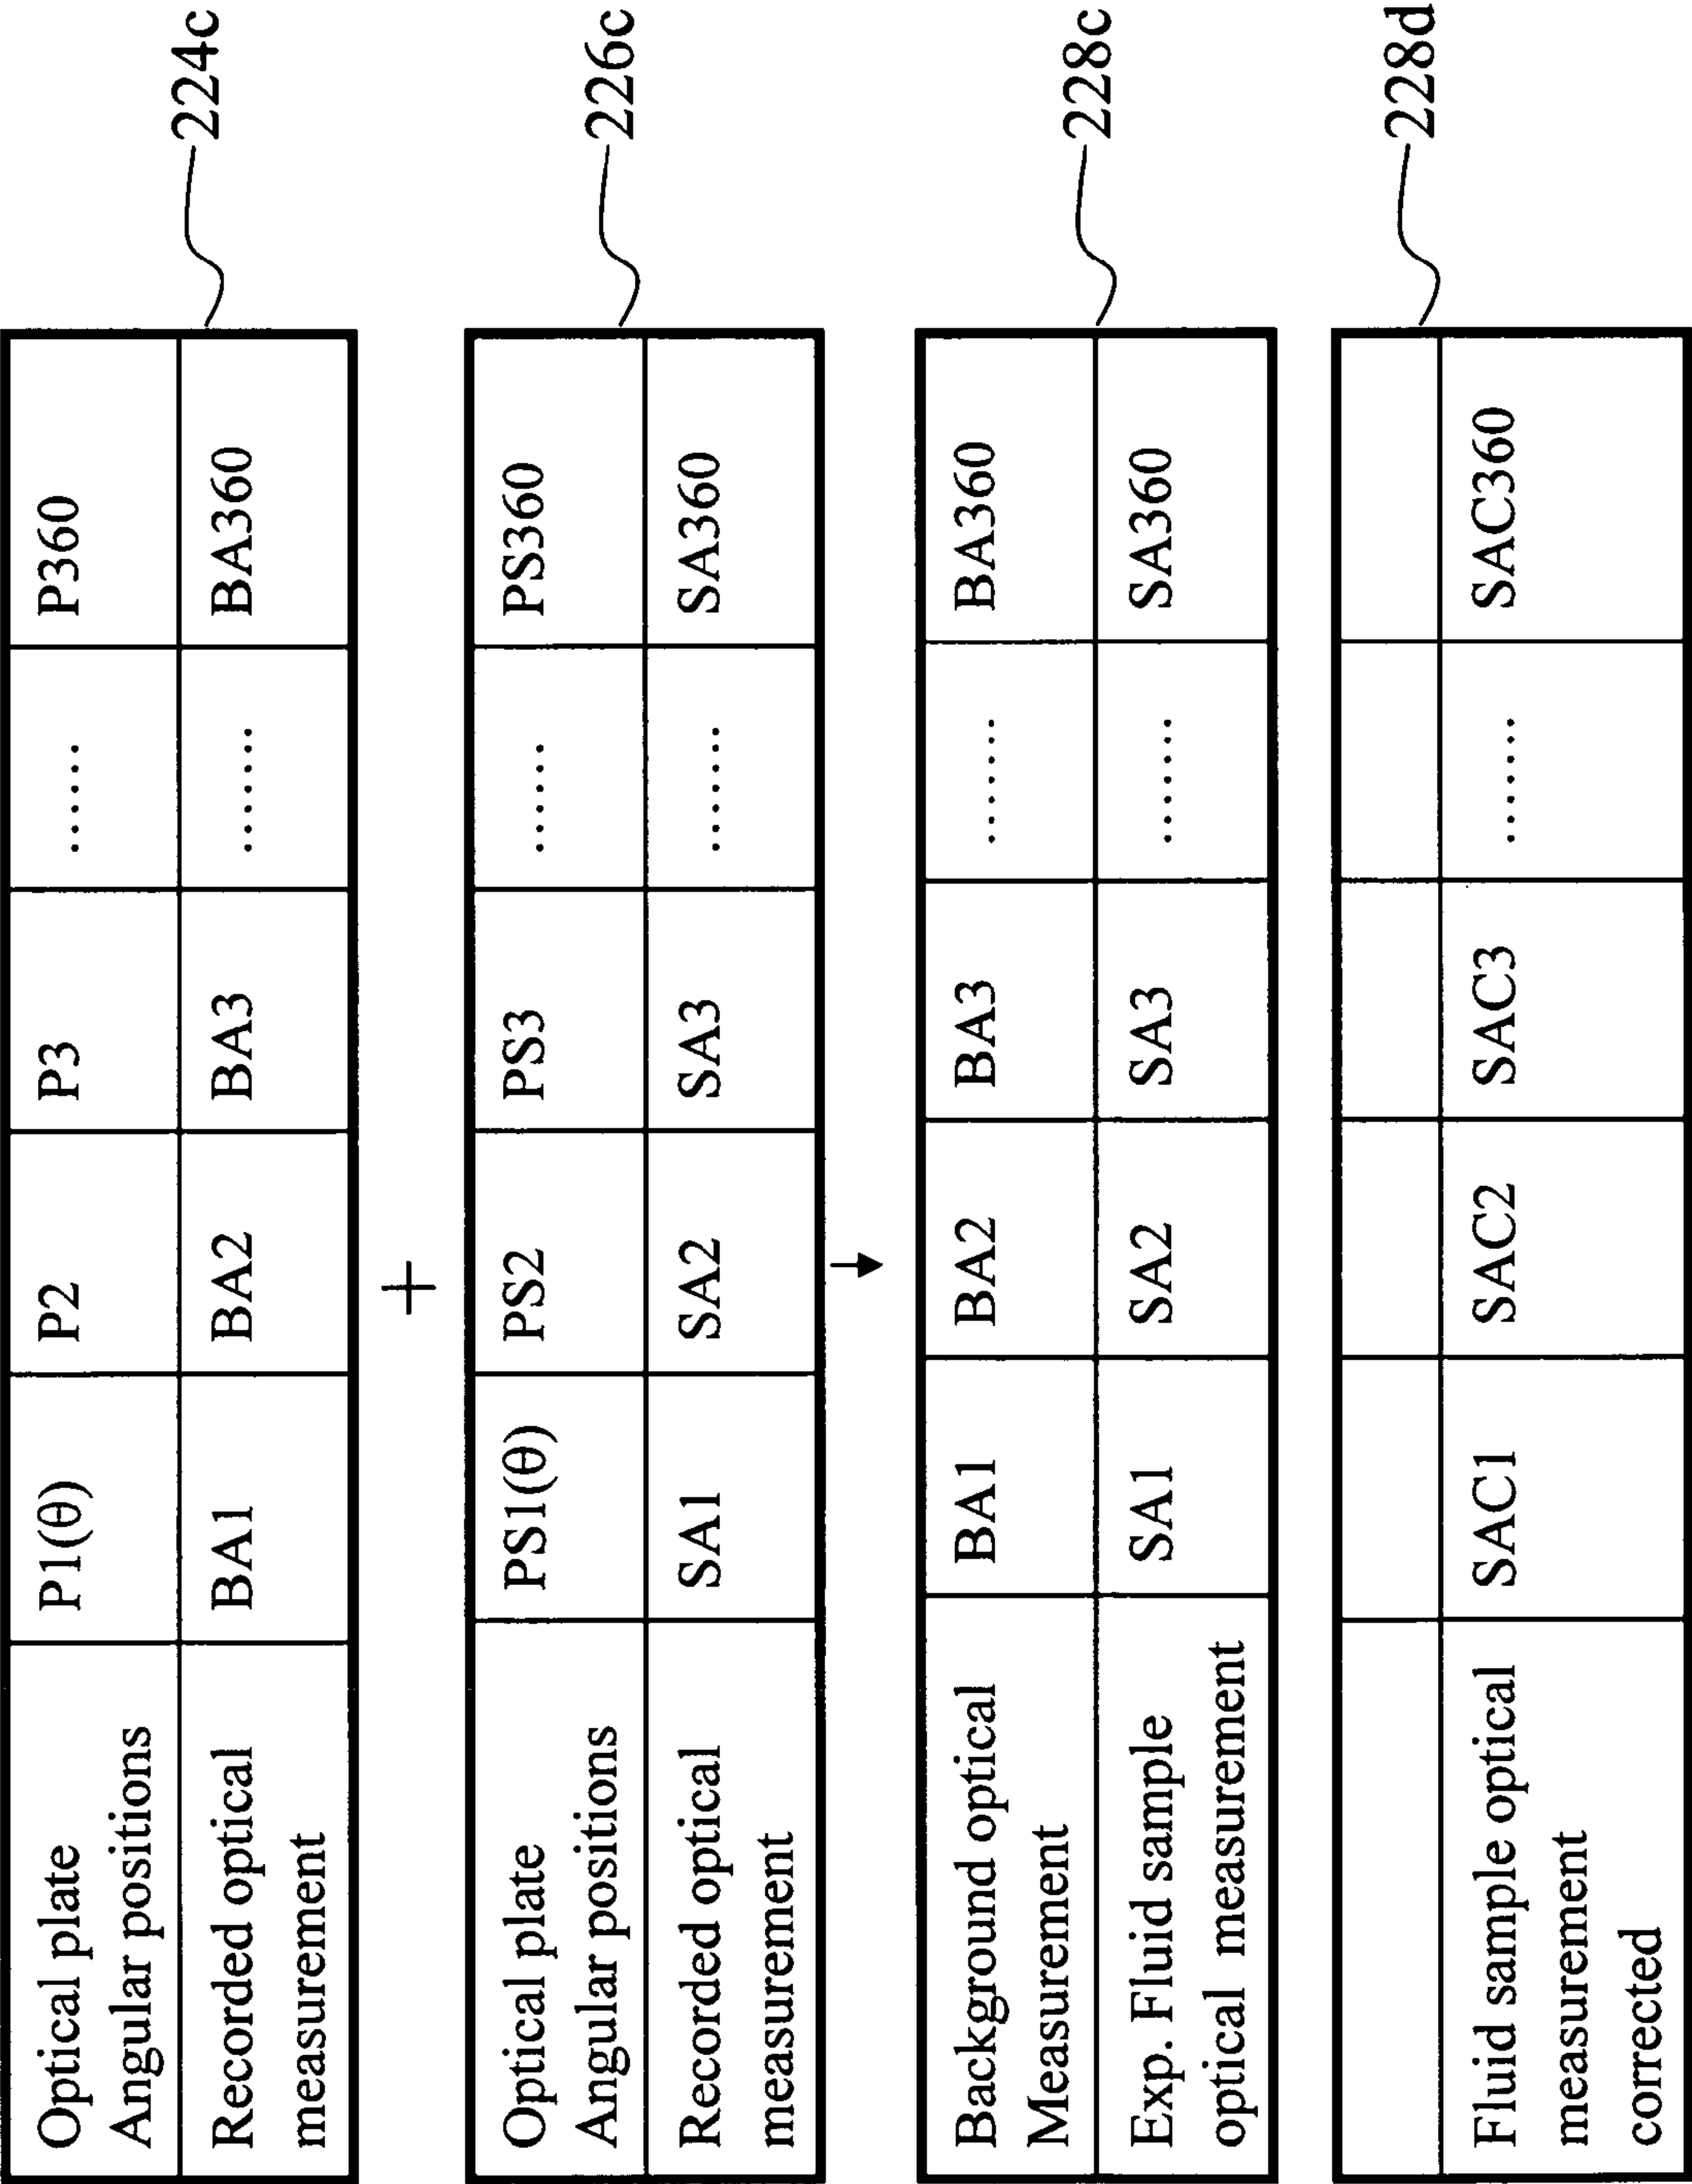 Optical plate
Angular positions
P1(θ)
P2
P3
......
P360
Recorded optical
measurement
BA1
BA2
BA3
.......
BA360
224c
+
Optical plate
Angular positions
PS1(θ)
PS2
PS3
......
PS360
Recorded optical
measurement
SA1
SA2
SA3
.......
SA360
226c
Background optical
Measurement
BA1
BA2
BA3
.......
BA360
Exp. Fluid sample
optical measurement
SA1
SA2
SA3
.......
SA360
228c
Fluid sample optical
measurement
corrected
SAC1
SAC2
SAC3
.......
SAC360
228d